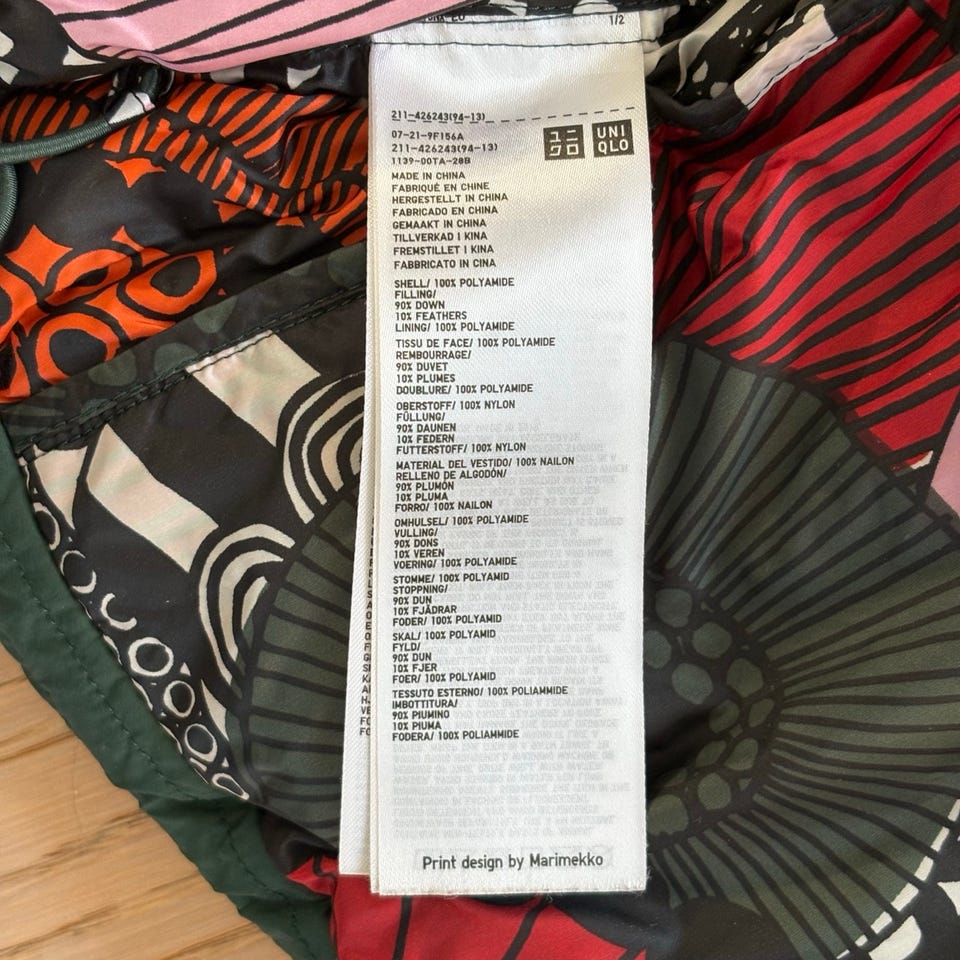 1/2
211-426243(94-13)
07-21-9F156A
211-426243(94-13)
1139-00TA-20B
ユニ
クロ
UNI
QLO
MADE IN CHINA
FABRIQUÉ EN CHINE
HERGESTELLT IN CHINA
FABRICADO EN CHINA
GEMAAKT IN CHINA
TILLVERKAD I KINA
FREMSTILLET I KINA
FABBRICATO IN CINA
SHELL/ 100% POLYAMIDE
FILLING/
90% DOWN
10% FEATHERS
LINING/ 100% POLYAMIDE
TISSU DE FACE/ 100% POLYAMIDE
REMBOURRAGE/
90% DUVET
10% PLUMES
DOUBLURE/ 100% POLYAMIDE
OBERSTOFF/ 100% NYLON
FÜLLUNG/
90% DAUNEN
10% FEDERN
FUTTERSTOFF/ 100% NYLON
MATERIAL DEL VESTIDO/ 100% NAILON
RELLENO DE ALGODÓN/
90% PLUMÓN
10% PLUMA
FORRO/ 100% NAILON
OMHULSEL/ 100% POLYAMIDE
VULLING/
90% DONS
10% VEREN
VOERING/ 100% POLYAMIDE
STOMME/ 100% POLYAMID
STOPPNING/
90% DUN
10% FJÄDRAR
FODER/ 100% POLYAMID
SKAL/ 100% POLYAMID
FYLD/
90% DUN
10% FJER
FOER/ 100% POLYAMID
TESSUTO ESTERNO/ 100% POLIAMMIDE
IMBOTTITURA/
90% PIUMINO
10% PIUMA
FODERA/ 100% POLIAMMIDE
Print design by Marimekko